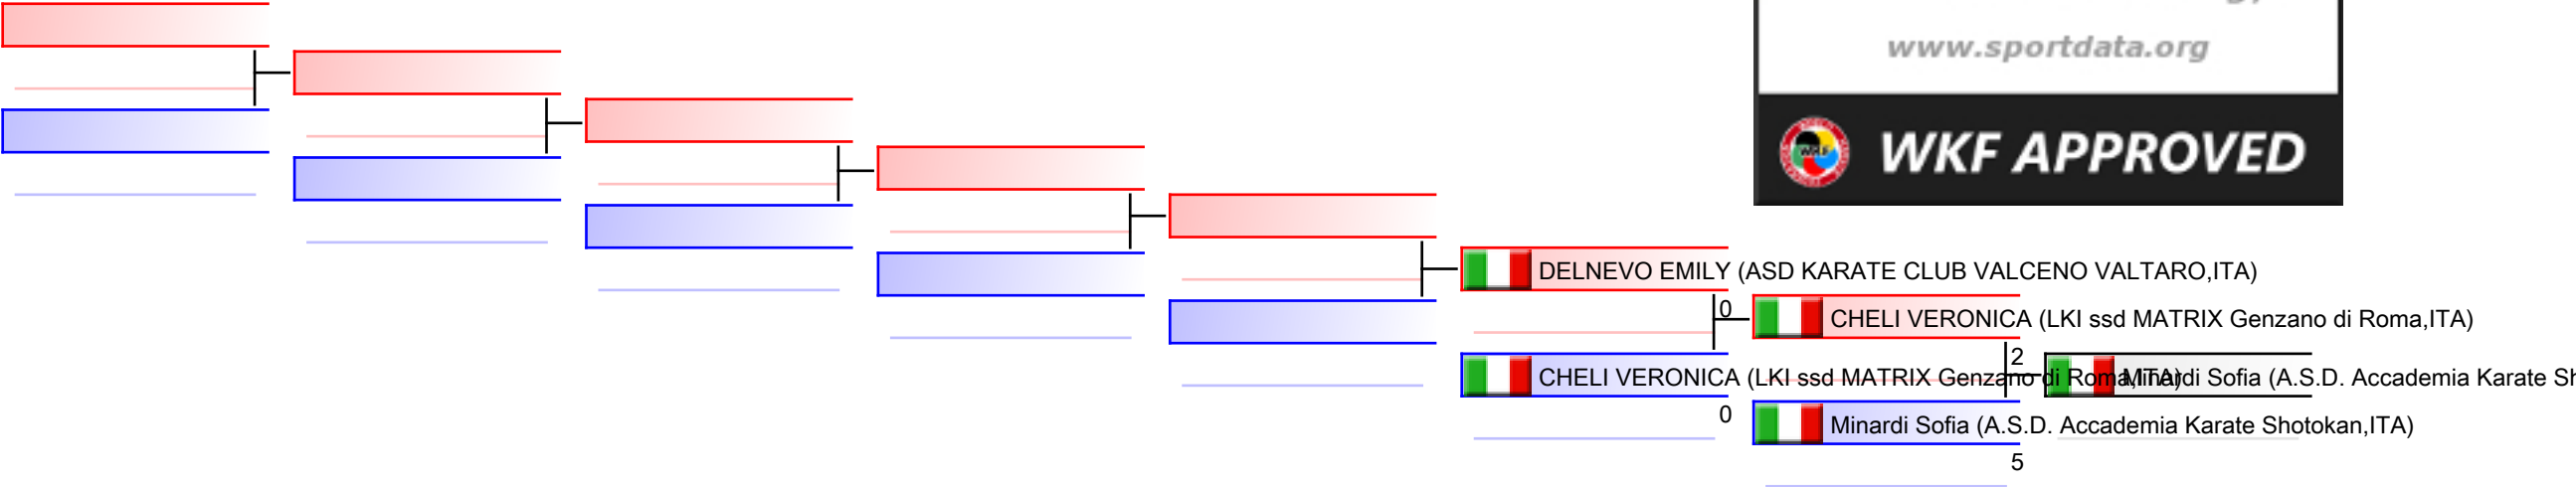 www.sportdata.org
WKF APPROVED
DELNEVO EMILY (ASD KARATE CLUB VALCENO VALTARO,ITA)
0
CHELI VERONICA (LKI ssd MATRIX Genzano di Roma,ITA)
2
CHELI VERONICA (LKI ssd MATRIX Genzano di Roma,ITA)
Minardi Sofia (A.S.D. Accademia Karate Sh
0
Minardi Sofia (A.S.D. Accademia Karate Shotokan,ITA)
5